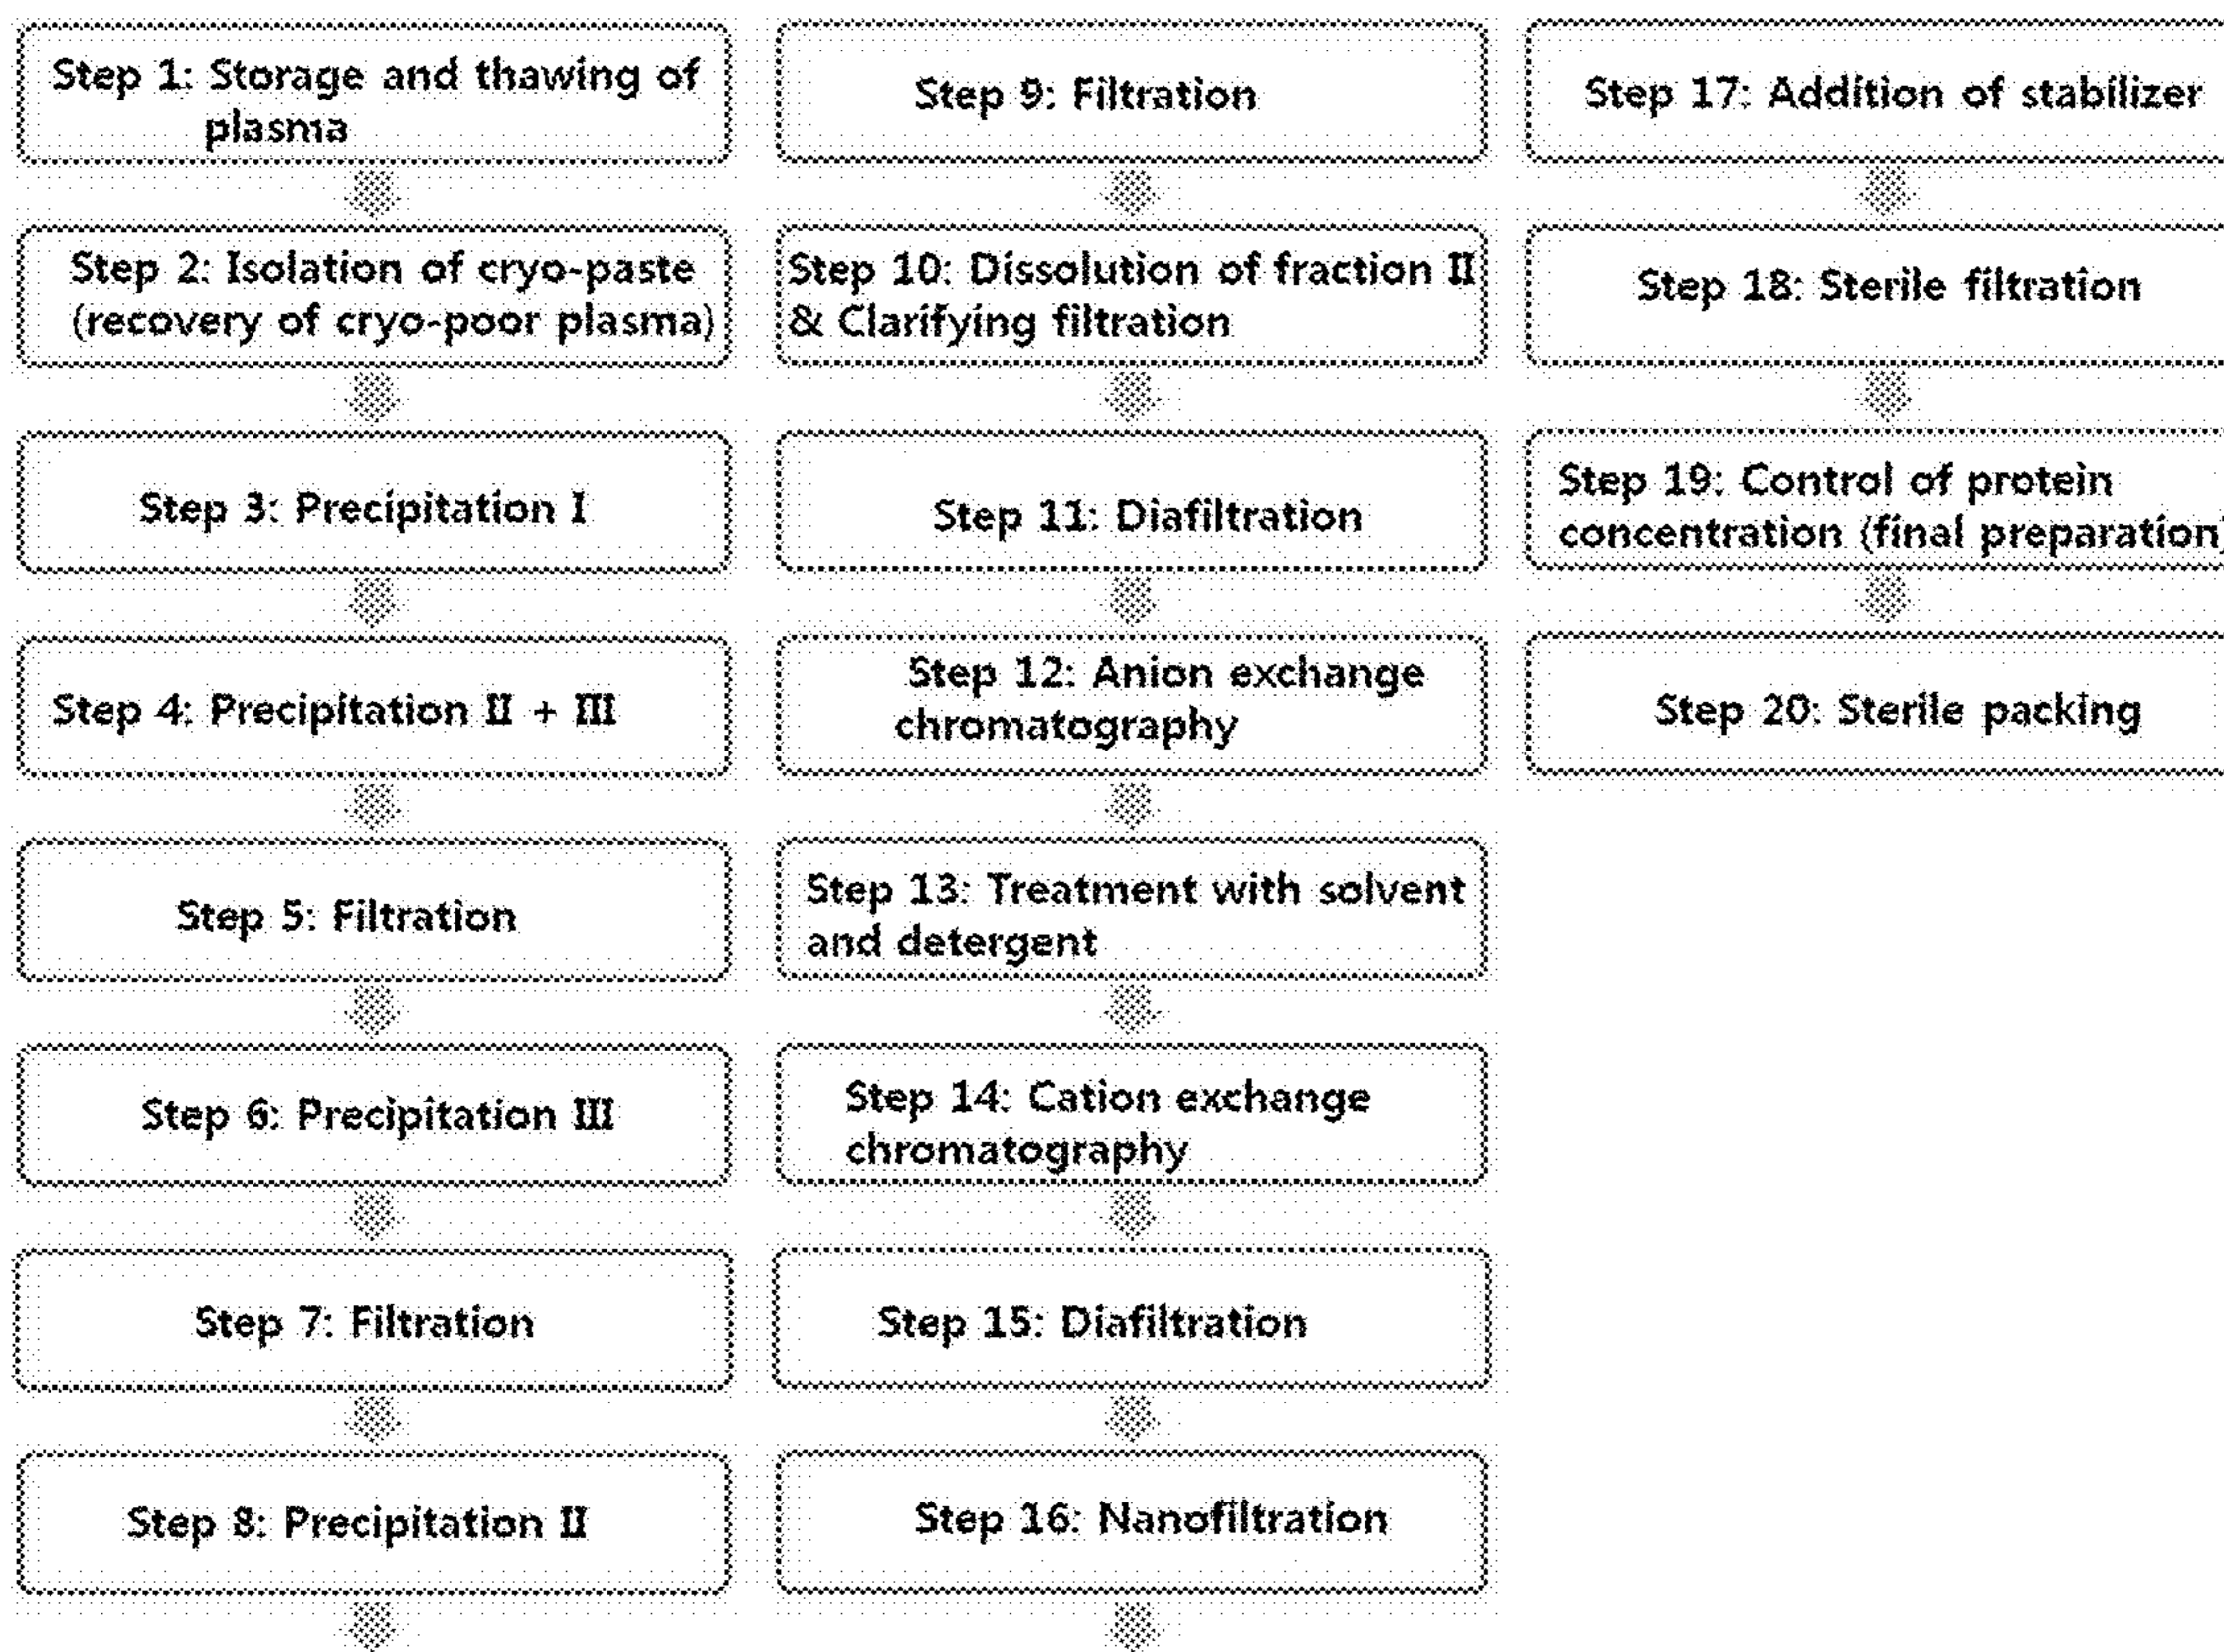 Step 1: Storage and thawing of
plasma
Step 2: Isolation of cryo-paste
(recovery of cryo-poor plasma)
Step 3: Precipitation I
Step 4: Precipitation II + III
Step 5: Filtration
Step 6: Precipitation III
Step 7: Filtration
Step 8: Precipitation II
Step 9: Filtration
Step 10: Dissolution of fraction II
& Clarifying filtration
Step 11: Diafiltration
Step 12: Anion exchange
chromatography
Step 13: Treatment with solvent
and detergent
Step 14: Cation exchange
chromatography
Step 15: Diafiltration
Step 16: Nanofiltration
Step 17: Addition of stabilizer
Step 18: Sterile filtration
Step 19: Control of protein
concentration (final preparation)
Step 20: Sterile packing